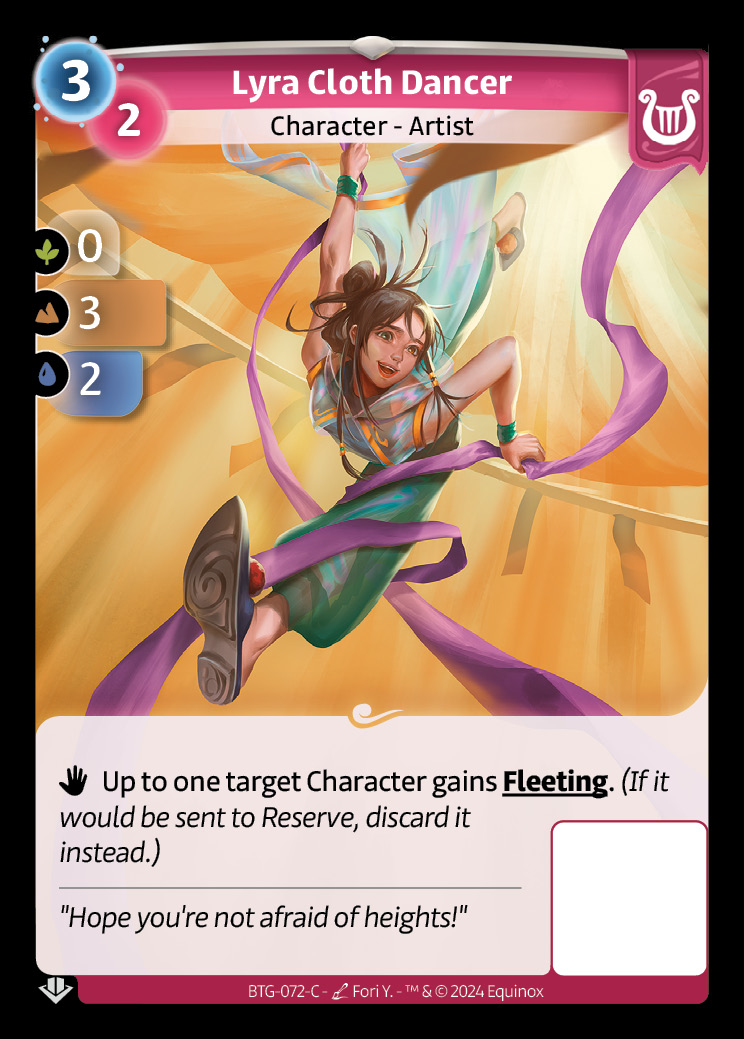 3
Lyra Cloth Dancer
2
Character - Artist
0
3
2
Up to one target Character gains Fleeting. (If it
would be sent to Reserve, discard it
instead.)
"Hope you're not afraid of heights!"
BTG-072-C - Fori Y. - ™ & © 2024 Equinox